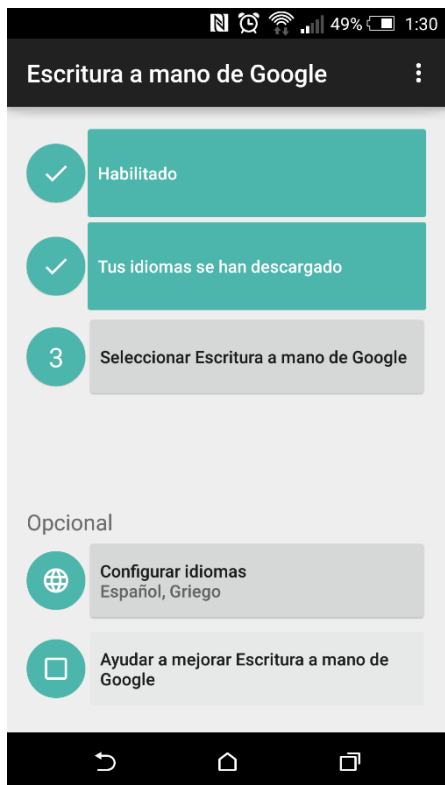 49% 1:30
Escritura a mano de Google
Habilitado
Tus idiomas se han descargado
3 Seleccionar Escritura a mano de Google
Opcional
Configurar idiomas
Español, Griego
Ayudar a mejorar Escritura a mano de
Google